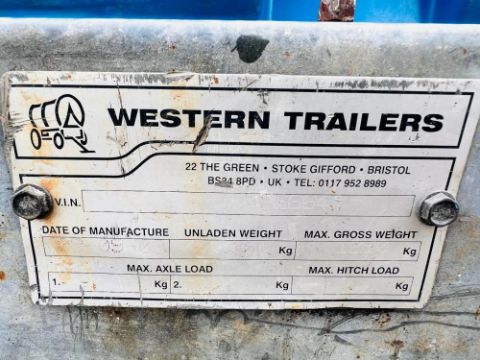 WESTERN TRAILERS
22 THE GREEN • STOKE GIFFORD • BRISTOL
BS34 8PD • UK • TEL: 0117 952 8989
V.I.N.
DATE OF MANUFACTURE UNLADEN WEIGHT MAX. GROSS WEIGHT
Kg Kg
MAX. AXLE LOAD MAX. HITCH LOAD
1. Kg 2. Kg Kg